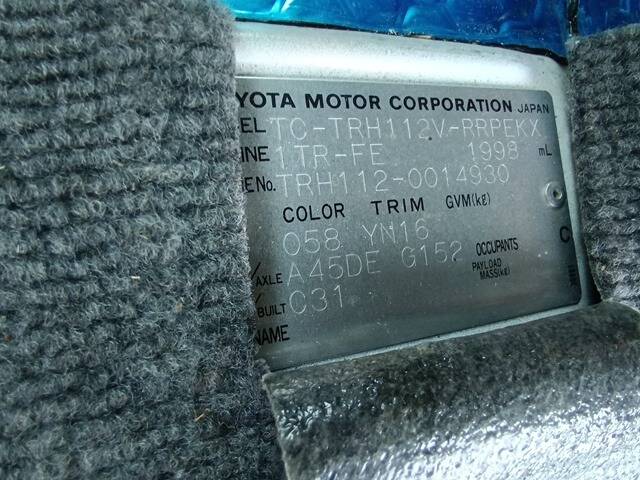 YOTA MOTOR CORPORATION JAPAN
EL TC-TRH112V-RRPEKX
INE 1TR-FE 1998 mL
E No. TRH112-0014930
COLOR TRIM GVM(kg)
058 YN16
/AXLE A45DE G152 OCCUPANTS
PAYLOAD
MASS(kg)
C
BUILT C31
NAME